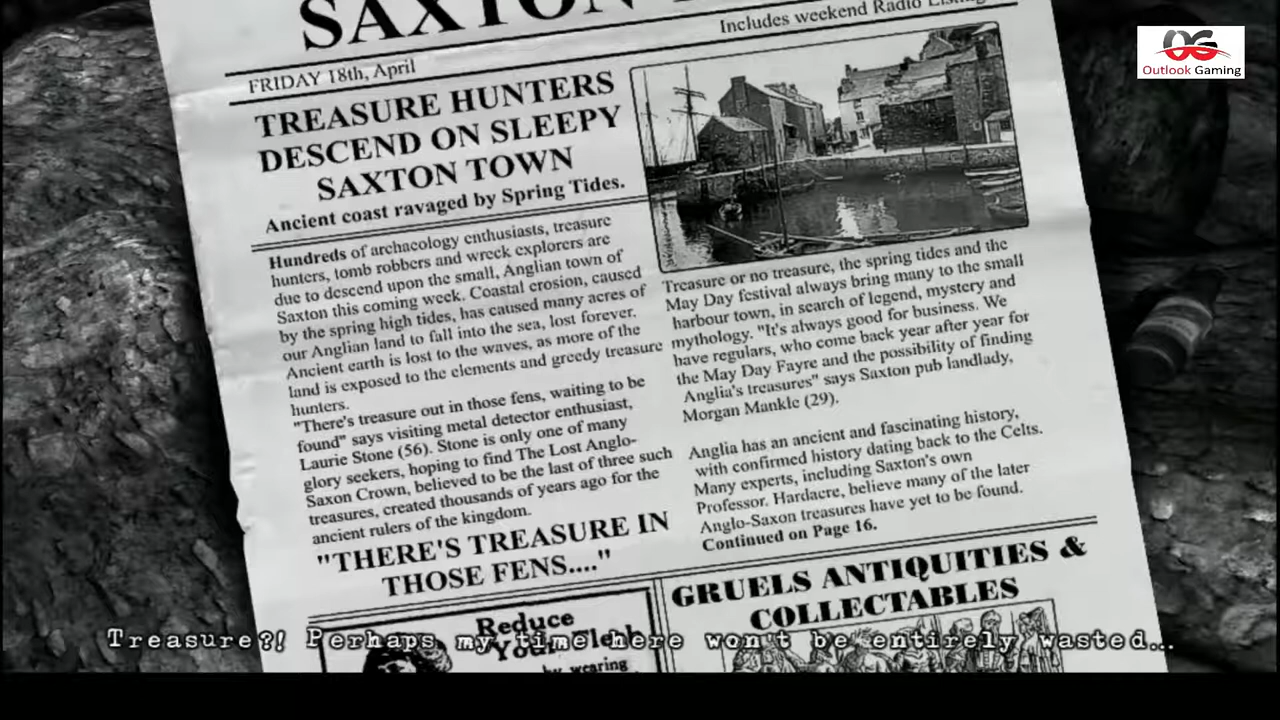 SAXTON
Includes weekend Radio Listing
OG
Outlook Gaming
FRIDAY 18th, April
TREASURE HUNTERS
DESCEND ON SLEEPY
SAXTON TOWN
Ancient coast ravaged by Spring Tides.
Hundreds of archaeology enthusiasts, treasure
hunters, tomb robbers and wreck explorers are
due to descend upon the small, Anglian town of
Saxton this coming week. Coastal erosion, caused
by the spring high tides, has caused many acres of
our Anglian land to fall into the sea, lost forever.
Ancient earth is lost to the waves, as more of the
land is exposed to the elements and greedy treasure
hunters.
"There's treasure out in those fens, waiting to be
found" says visiting metal detector enthusiast,
Laurie Stone (56). Stone is only one of many
glory seekers, hoping to find The Lost Anglo-
Saxon Crown, believed to be the last of three such
treasures, created thousands of years ago for the
ancient rulers of the kingdom.
"THERE'S TREASURE IN
THOSE FENS...."
Treasure or no treasure, the spring tides and the
May Day festival always bring many to the small
harbour town, in search of legend, mystery and
mythology. "It's always good for business. We
have regulars, who come back year after year for
the May Day Fayre and the possibility of finding
Anglia's treasures" says Saxton pub landlady,
Morgan Mankle (29).
Anglia has an ancient and fascinating history,
with confirmed history dating back to the Celts.
Many experts, including Saxton's own
Professor. Hardacre, believe many of the later
Anglo-Saxon treasures have yet to be found.
Continued on Page 16.
Reduce
by wearing
GRUELS ANTIQUITIES &
COLLECTABLES
Treasure?! Perhaps my time here won't be entirely wasted...